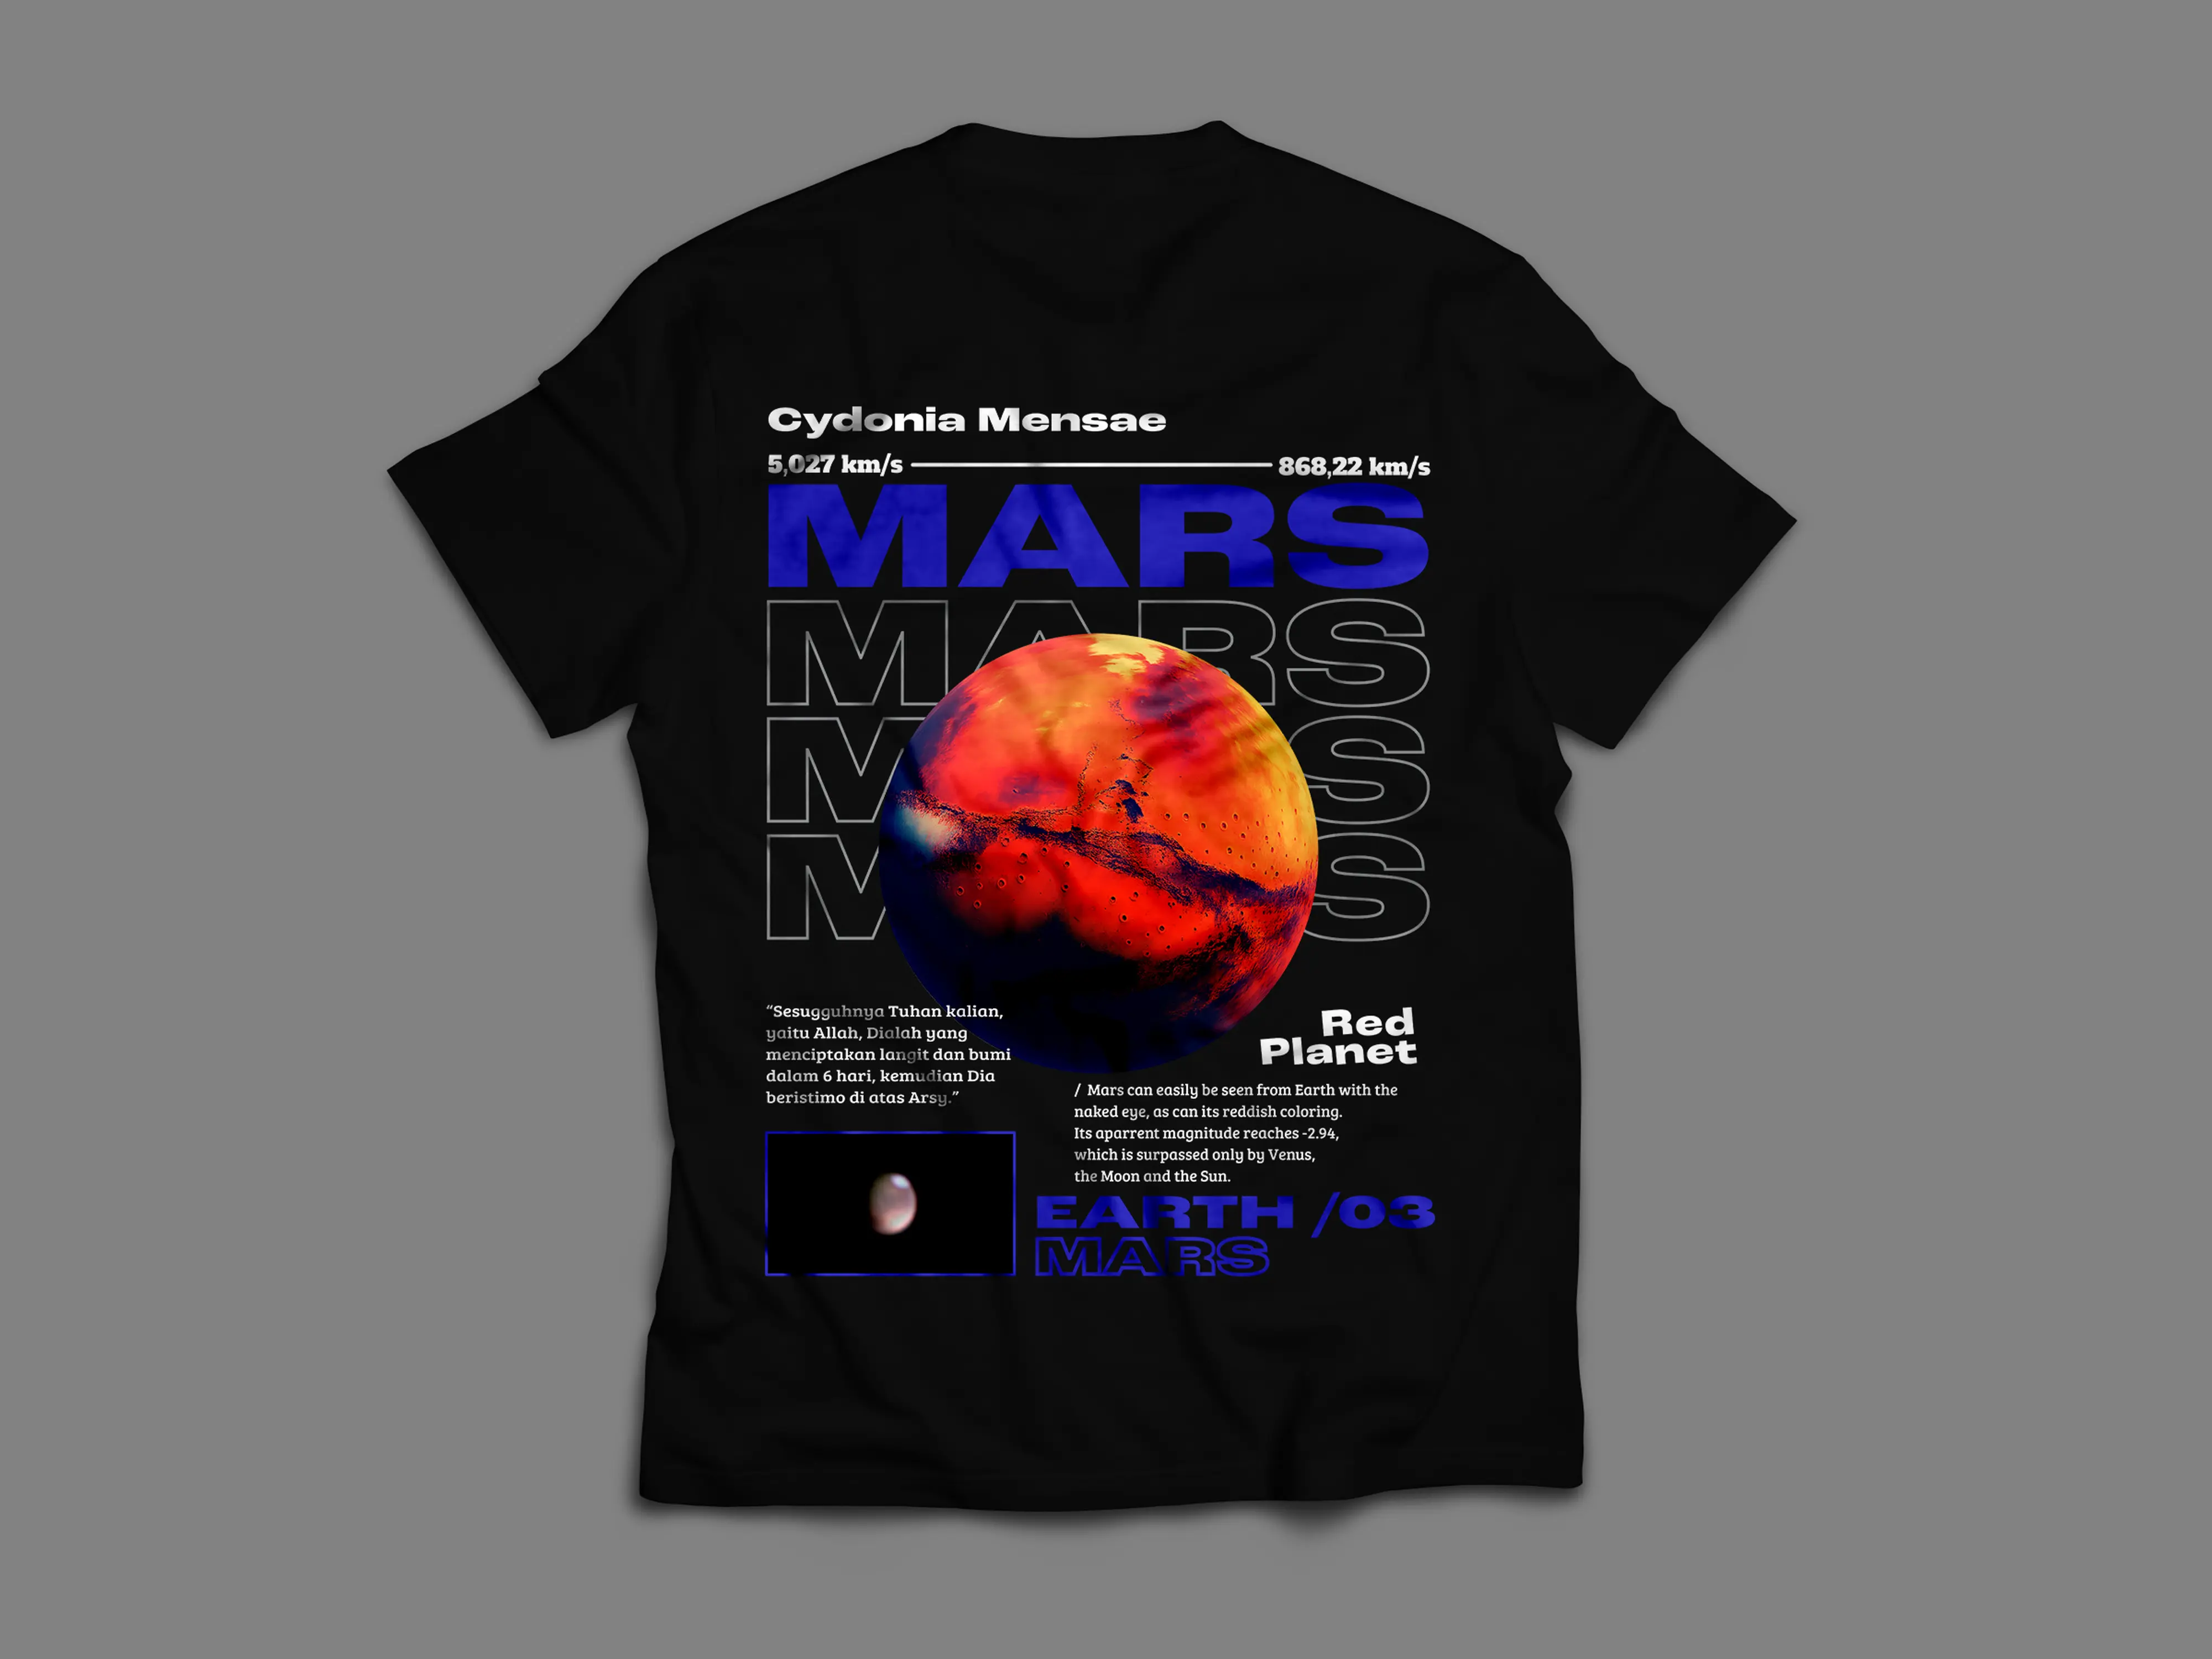 Cydonia Mensae
5,027 km/s 868,22 km/s
MARS
MARS
M S
M S
“Sesugguhnya Tuhan kalian,
yaitu Allah, Dialah yang
menciptakan langit dan bumi
dalam 6 hari, kemudian Dia
beristimo di atas Arsy.”
Red
Planet
/ Mars can easily be seen from Earth with the
naked eye, as can its reddish coloring.
Its aparrent magnitude reaches -2.94,
which is surpassed only by Venus,
the Moon and the Sun.
EARTH /03
MARS